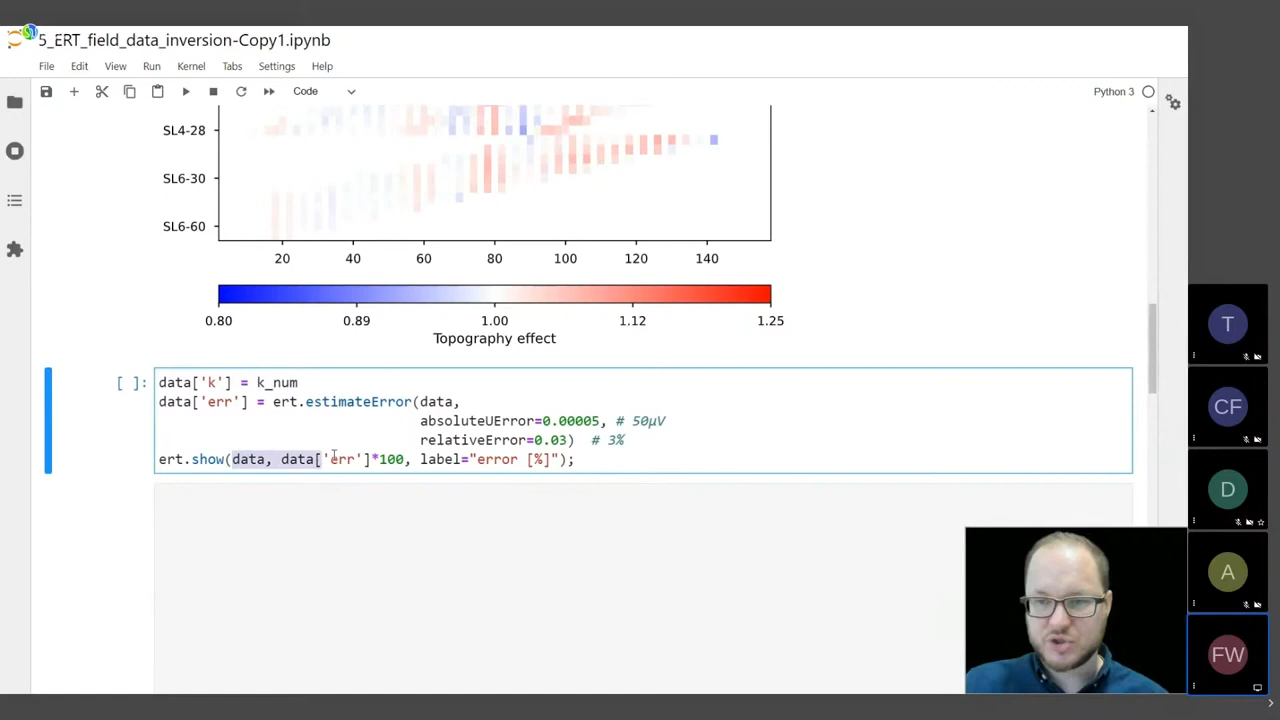 5_ERT_field_data_inversion-Copy1.ipynb
File Edit View Run Kernel Tabs Settings Help
Code
Python 3
SL4-28
SL6-30
SL6-60
20 40 60 80 100 120 140
0.80 0.89 1.00 1.12 1.25
Topography effect
[ ]: data['k'] = k_num
data['err'] = ert.estimateError(data,
absoluteUError=0.00005, # 50μV
relativeError=0.03) # 3%
ert.show(data, data['err']*100, label="error [%]");
T
CF
D
A
FW